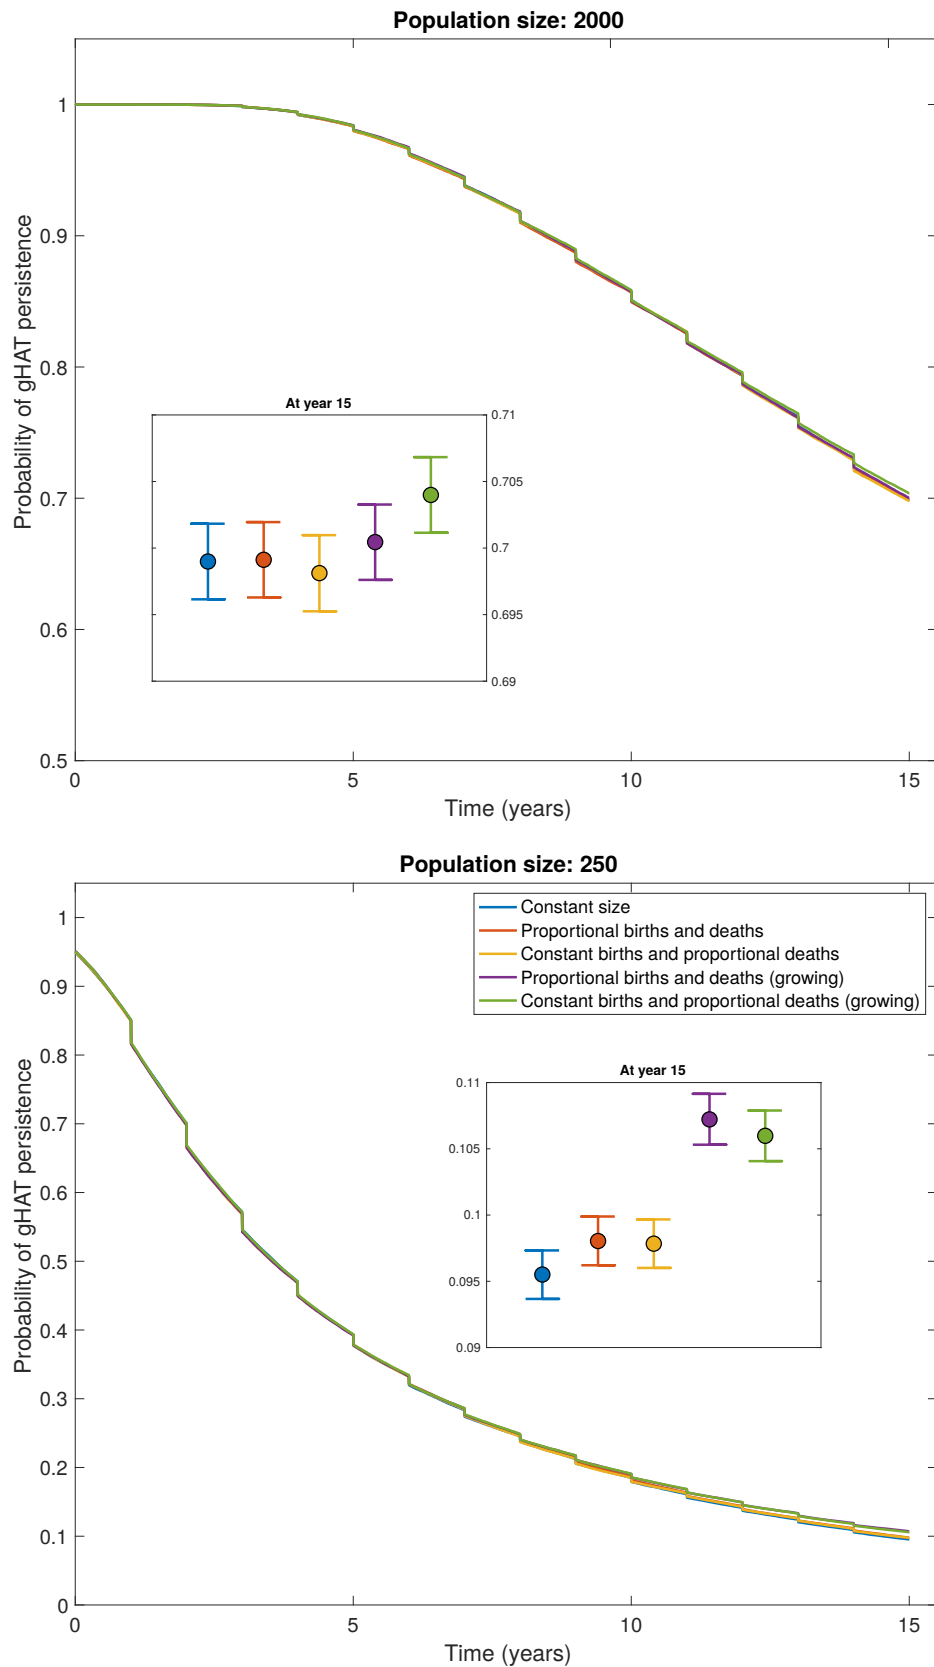 Population size: 2000
Probability of gHAT persistence
1
0.9
0.8
0.7
0.6
0.5
At year 15
0.71
0.705
0.7
0.695
0.69
0
5
10
15
Time (years)
Population size: 250
Probability of gHAT persistence
1
0.9
0.8
0.7
0.6
0.5
0.4
0.3
0.2
0.1
0
Constant size
Proportional births and deaths
Constant births and proportional deaths
Proportional births and deaths (growing)
Constant births and proportional deaths (growing)
At year 15
0.11
0.105
0.1
0.095
0.09
0
5
10
15
Time (years)